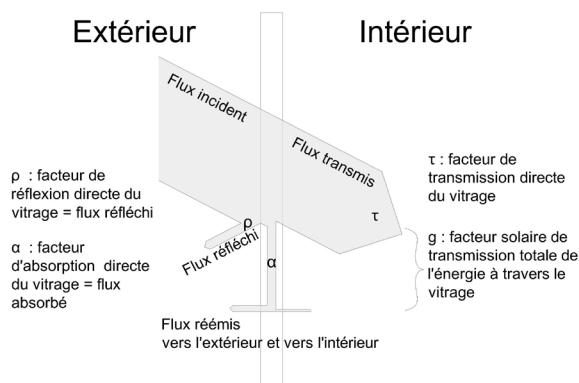 Extérieur
Intérieur
Flux incident
Flux transmis
τ
ρ : facteur de
réflexion directe du
vitrage = flux réfléchi
α : facteur
d'absorption directe
du vitrage = flux
absorbé
ρ
Flux réfléchi
α
Flux réémis
vers l'extérieur et vers l'intérieur
τ : facteur de
transmission directe
du vitrage
g : facteur solaire de
transmission totale de
l'énergie à travers le
vitrage